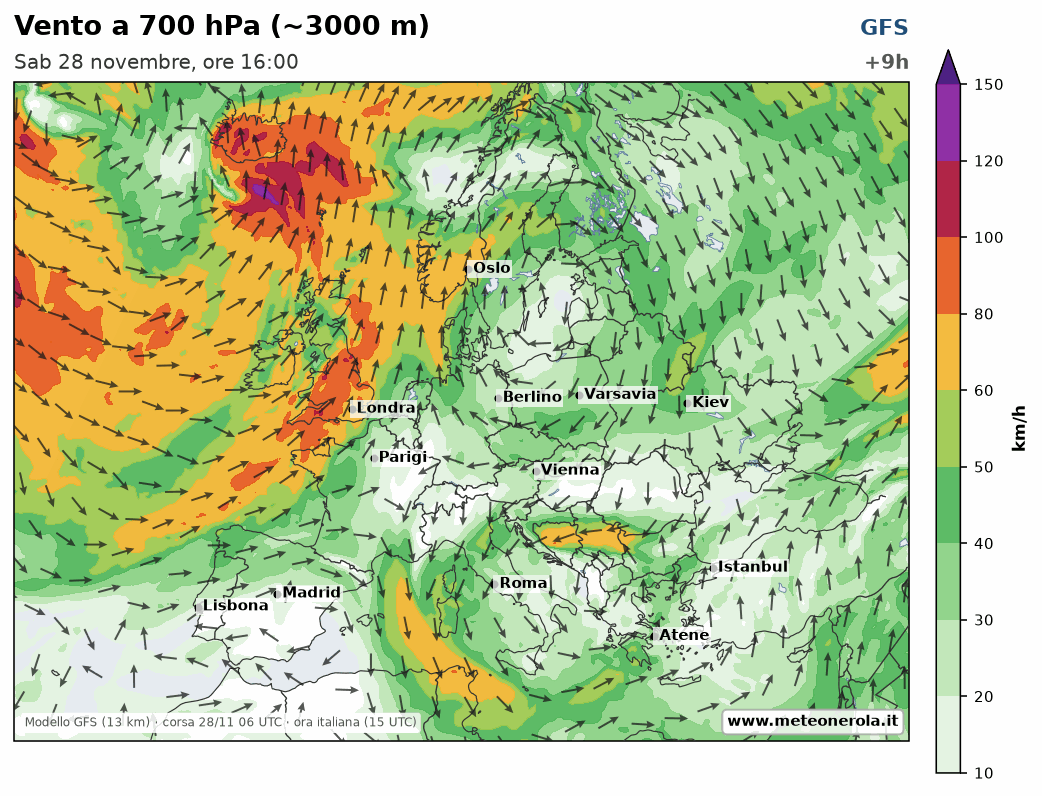 Vento a 700 hPa (~3000 m)
GFS
Sab 28 novembre, ore 16:00
+9h
150
120
100
80
60
50
40
30
20
10
km/h
Oslo
Londra
Berlino
Varsavia
Kiev
Parigi
Vienna
Istanbul
Roma
Madrid
Lisbona
Atene
Modello GFS (13 km) · corsa 28/11 06 UTC · ora italiana (15 UTC)
www.meteonerola.it